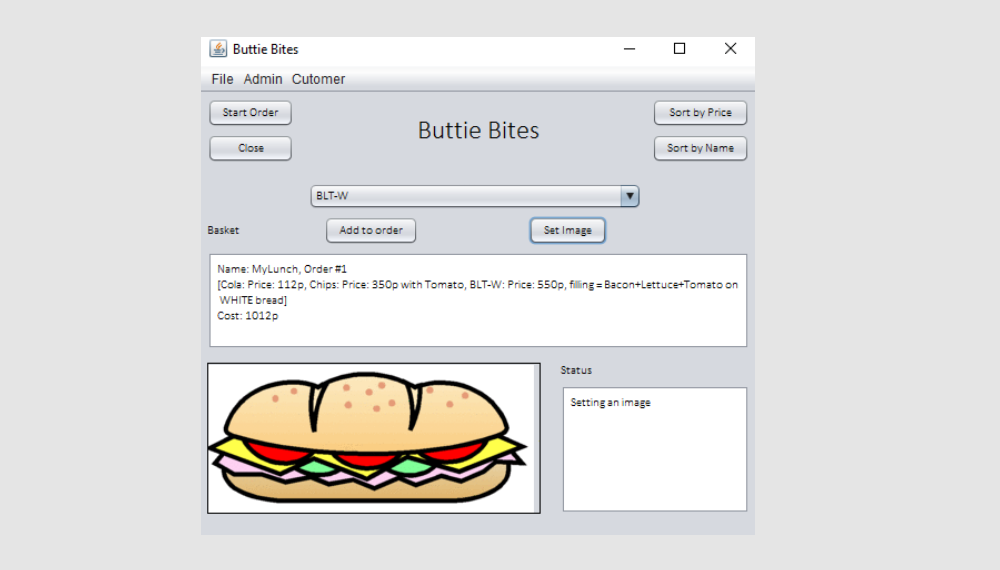 Buttie Bites
File Admin Cutomer
Start Order
Sort by Price
Buttie Bites
Close
Sort by Name
BLT-W
Basket
Add to order
Set Image
Name: MyLunch, Order #1
[Cola: Price: 112p, Chips: Price: 350p with Tomato, BLT-W: Price: 550p, filling = Bacon+Lettuce+Tomato on
WHITE bread]
Cost: 1012p
Status
Setting an image